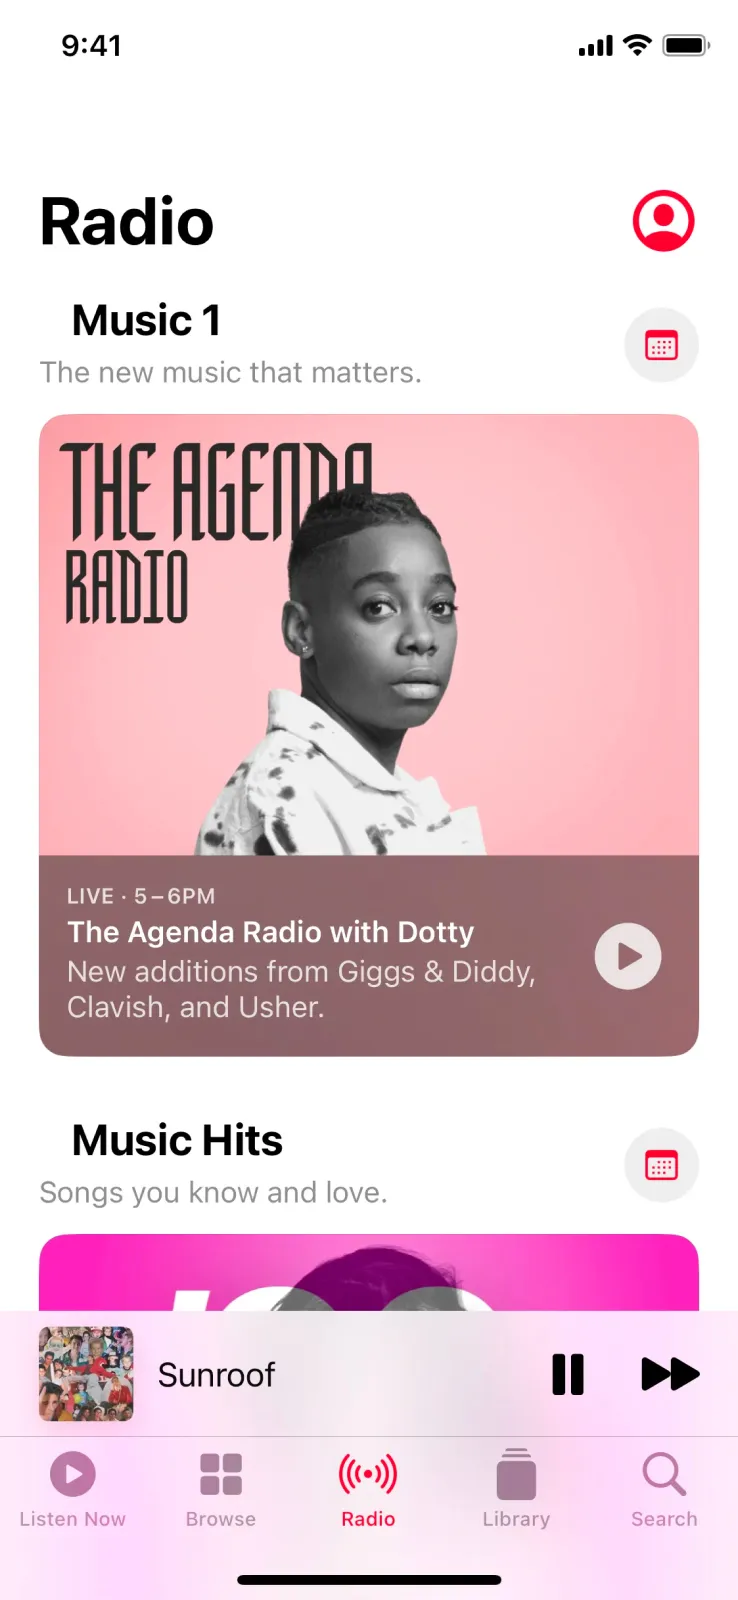 9:41
Radio
Music 1
The new music that matters.
THE AGENDA
RADIO
LIVE · 5–6PM
The Agenda Radio with Dotty
New additions from Giggs & Diddy,
Clavish, and Usher.
Music Hits
Songs you know and love.
Sunroof
Listen Now
Browse
Radio
Library
Search